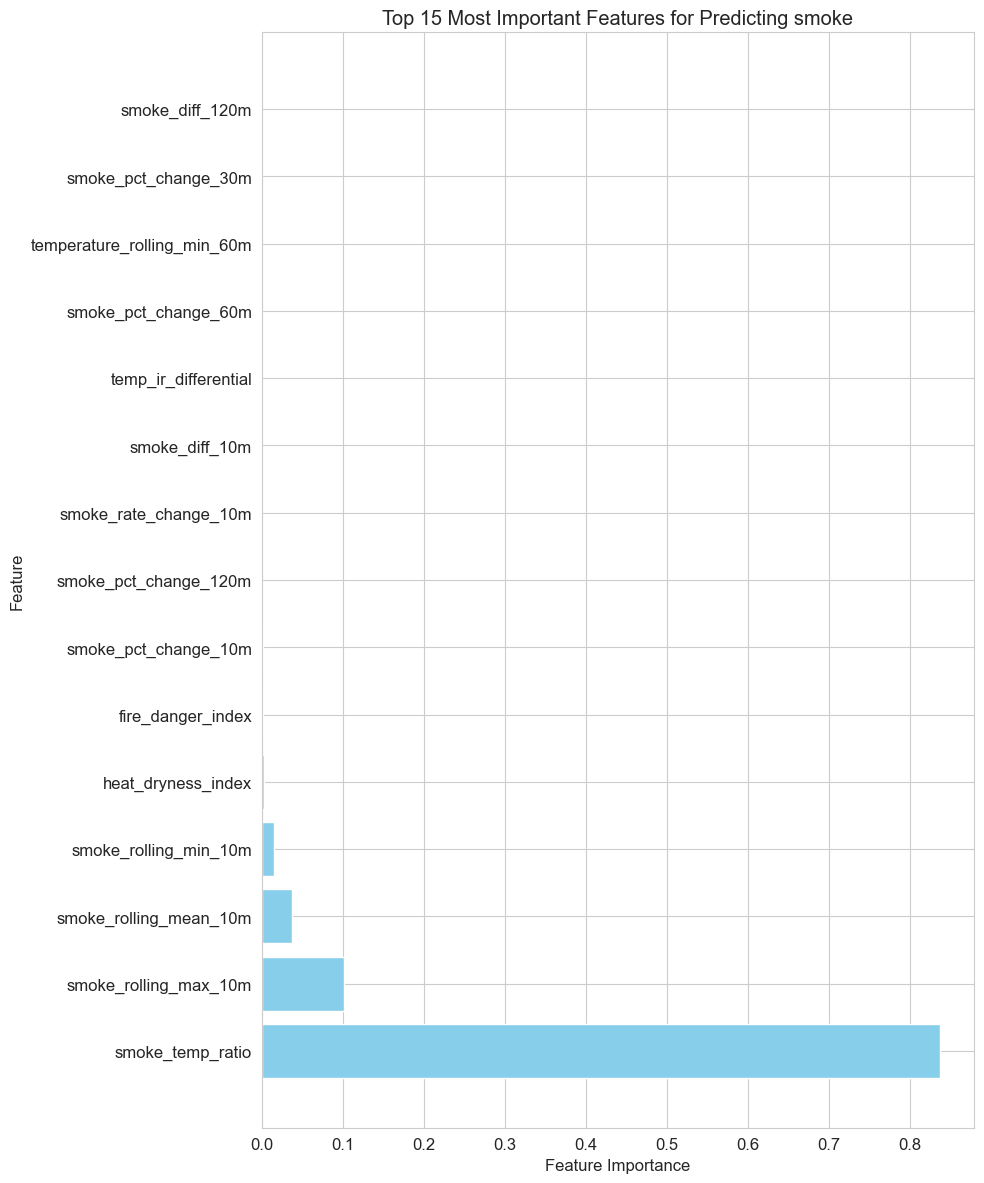 Top 15 Most Important Features for Predicting smoke
smoke_diff_120m
smoke_pct_change_30m
temperature_rolling_min_60m
smoke_pct_change_60m
temp_ir_differential
smoke_diff_10m
smoke_rate_change_10m
smoke_pct_change_120m
smoke_pct_change_10m
fire_danger_index
heat_dryness_index
smoke_rolling_min_10m
smoke_rolling_mean_10m
smoke_rolling_max_10m
smoke_temp_ratio
Feature
0.0 0.1 0.2 0.3 0.4 0.5 0.6 0.7 0.8
Feature Importance